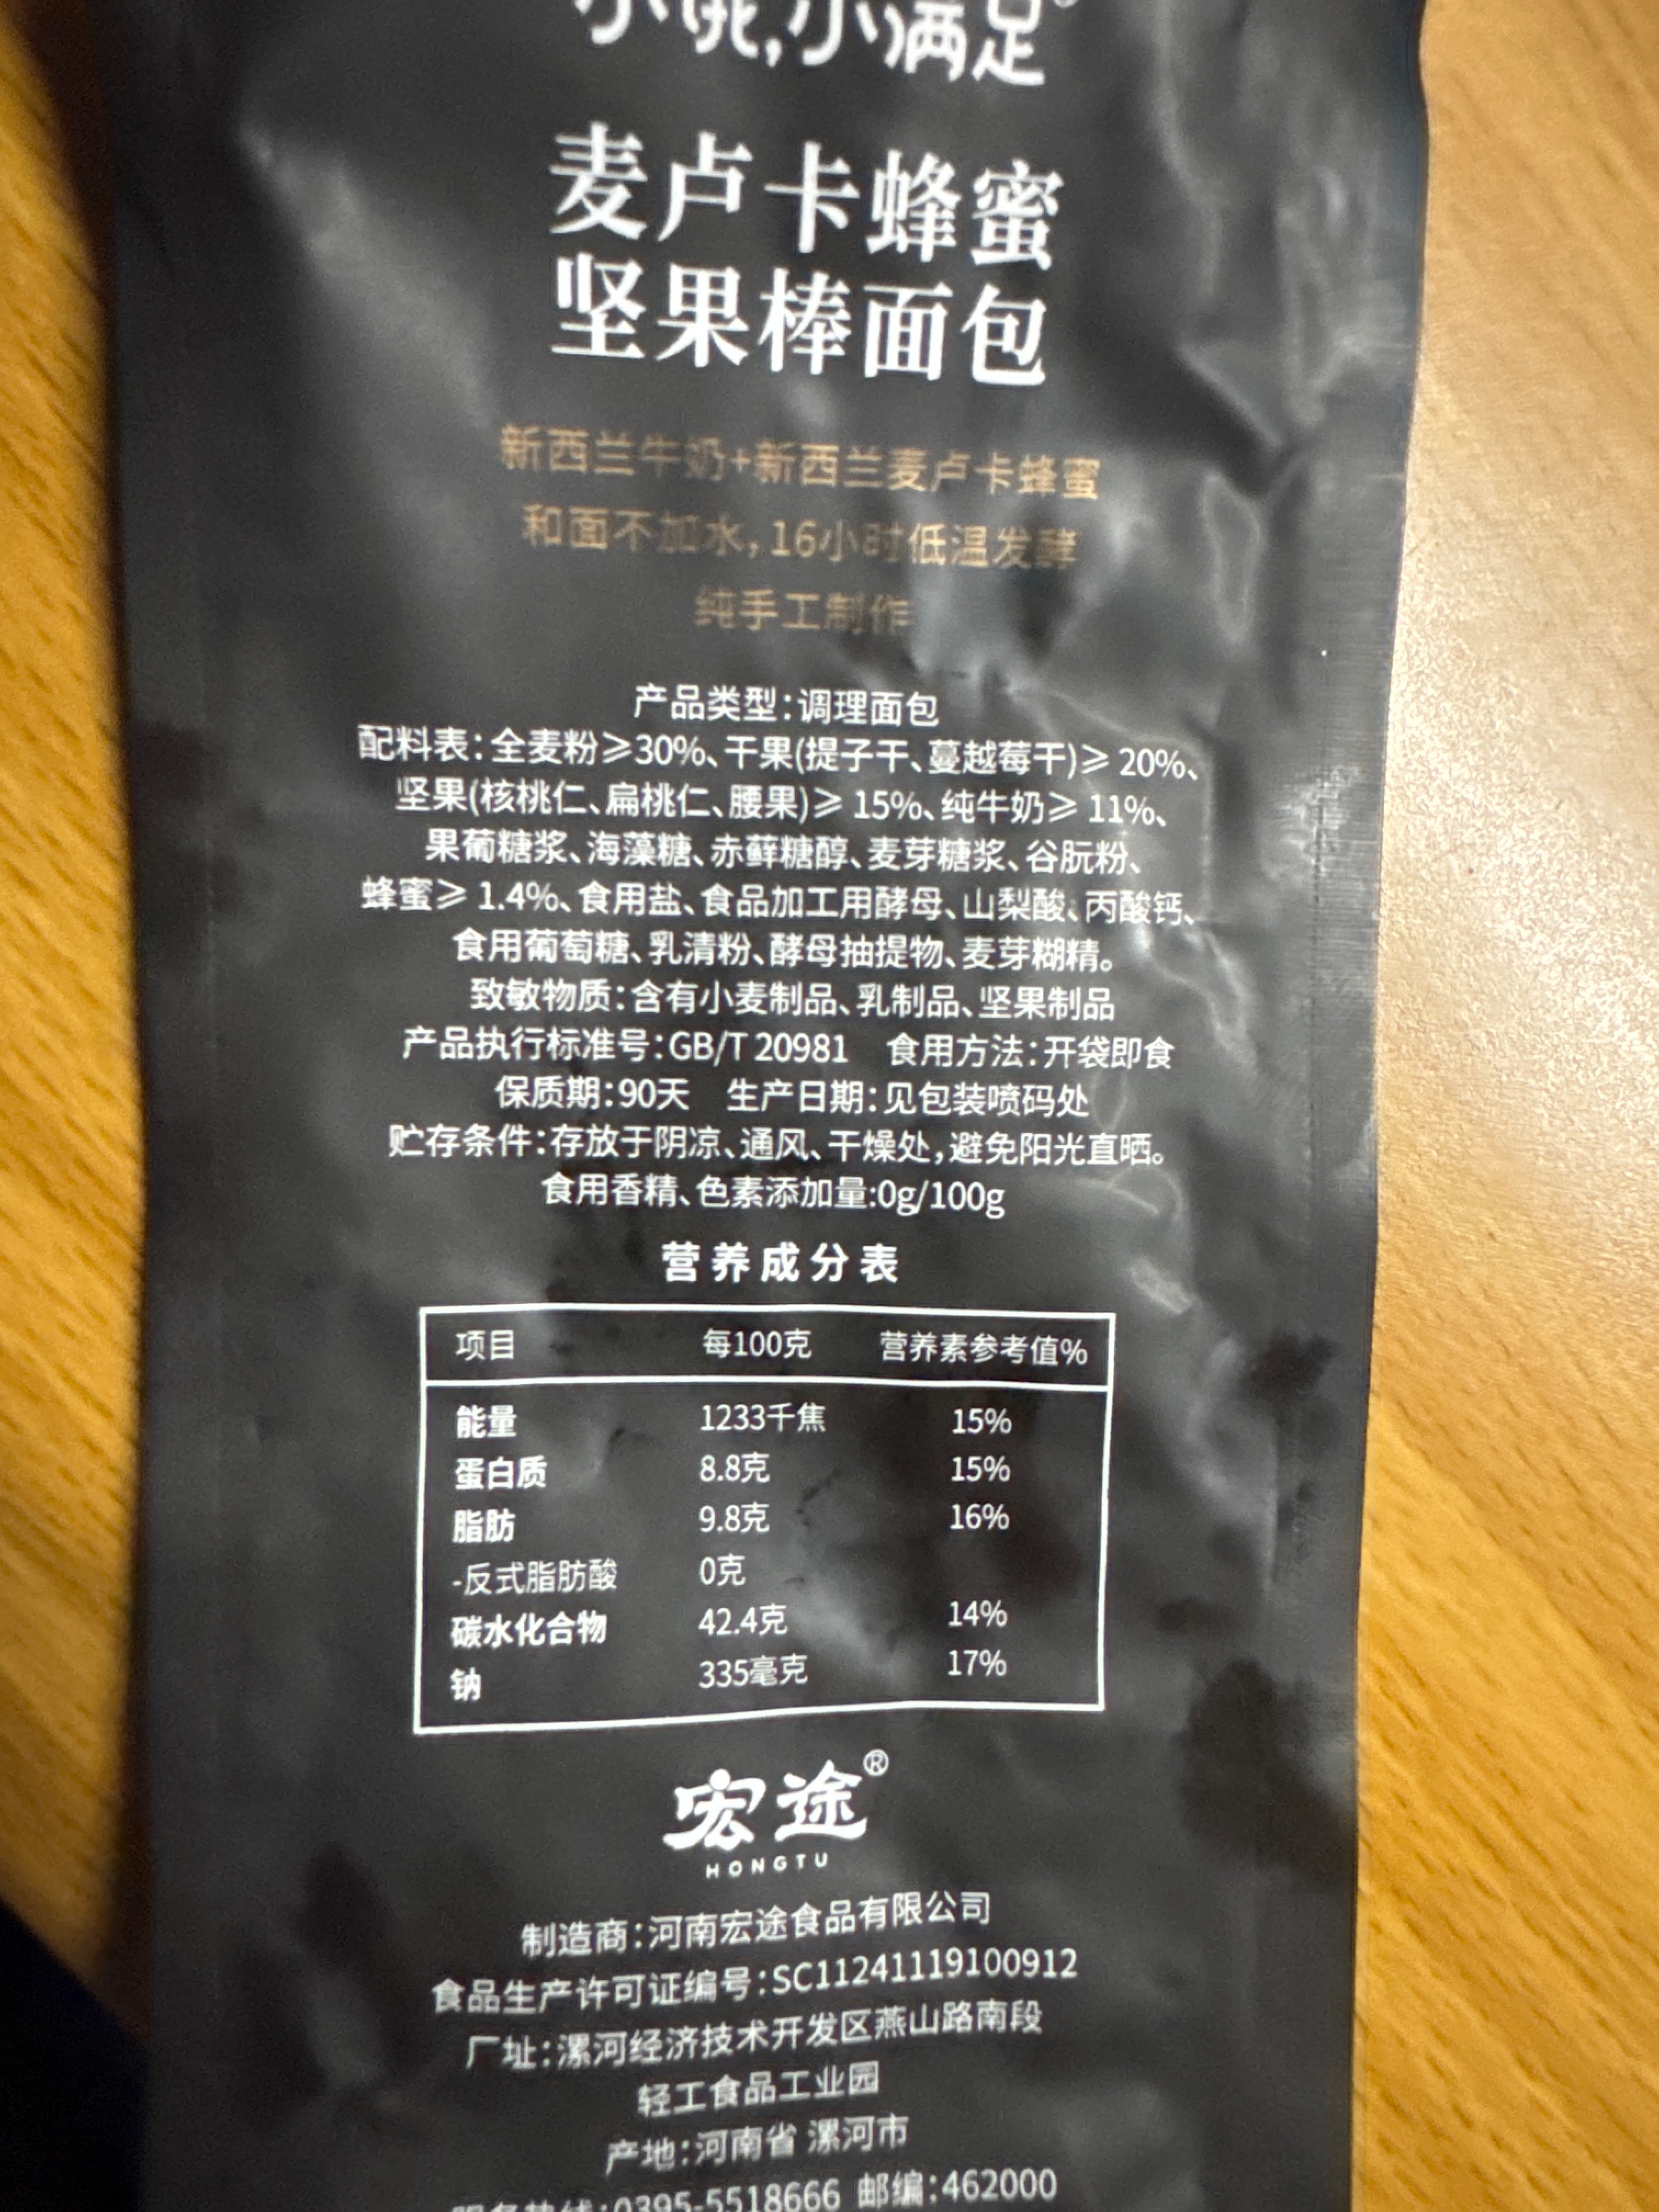 小满足
麦卢卡蜂蜜
坚果棒面包
新西兰牛奶+新西兰麦卢卡蜂蜜
和面不加水,16小时低温发酵
纯手工制作
产品类型:调理面包
配料表:全麦粉≥30%、干果(提子干、蔓越莓干)≥ 20%、
坚果(核桃仁、扁桃仁、腰果)≥ 15%、纯牛奶≥ 11%、
果葡糖浆、海藻糖、赤藓糖醇、麦芽糖浆、谷朊粉、
蜂蜜≥ 1.4%、食用盐、食品加工用酵母、山梨酸、丙酸钙、
食用葡萄糖、乳清粉、酵母抽提物、麦芽糊精。
致敏物质:含有小麦制品、乳制品、坚果制品
产品执行标准号:GB/T 20981 食用方法:开袋即食
保质期:90天 生产日期:见包装喷码处
贮存条件:存放于阴凉、通风、干燥处,避免阳光直晒。
食用香精、色素添加量:0g/100g
营养成分表
项目 每100克 营养素参考值%
能量 1233千焦 15%
蛋白质 8.8克 15%
脂肪 9.8克 16%
-反式脂肪酸 0克
碳水化合物 42.4克 14%
钠 335毫克 17%
宏途®
HONGTU
制造商:河南宏途食品有限公司
食品生产许可证编号:SC11241119100912
厂址:漯河经济技术开发区燕山路南段
轻工食品工业园
产地:河南省 漯河市
0395-5518666 邮编:462000